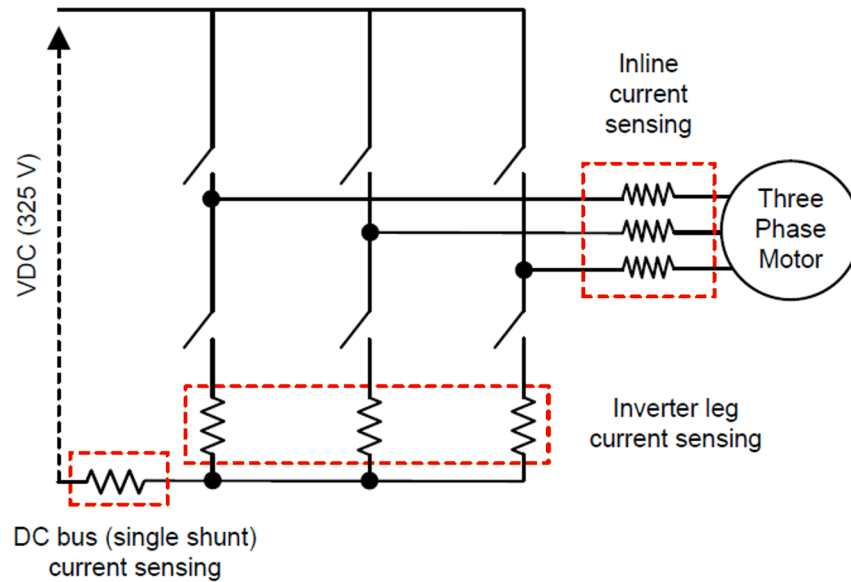 Inline
current
sensing
VDC (325 V)
Three
Phase
Motor
Inverter leg
current sensing
DC bus (single shunt)
current sensing